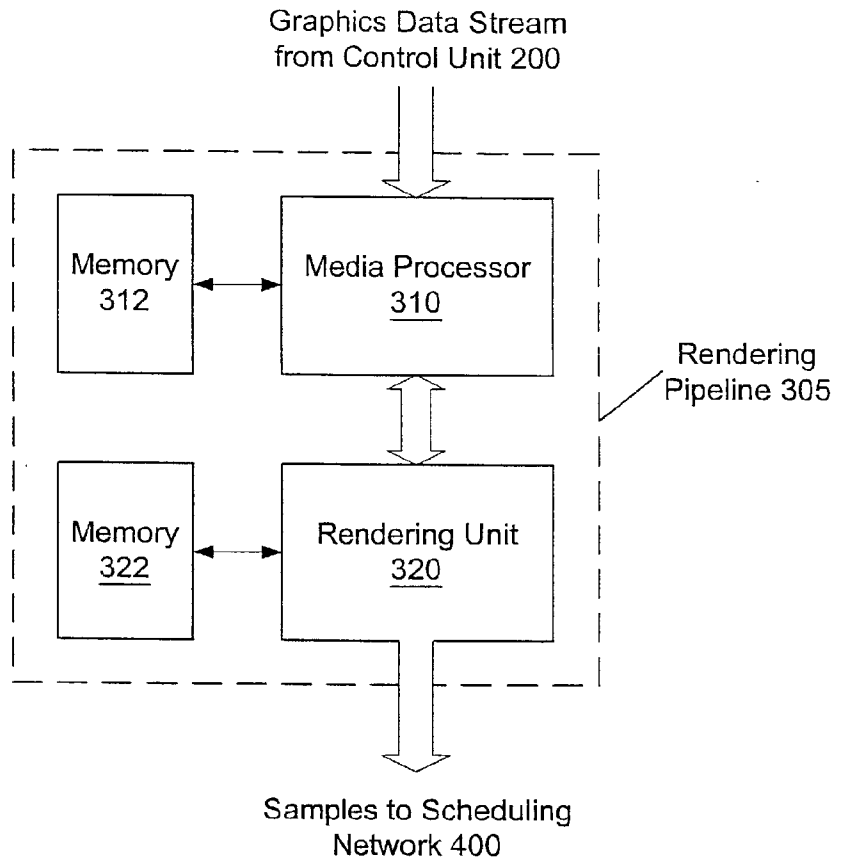 Graphics Data Stream
from Control Unit 200
Memory
312
Media Processor
310
Rendering
Pipeline 305
Memory
322
Rendering Unit
320
Samples to Scheduling
Network 400